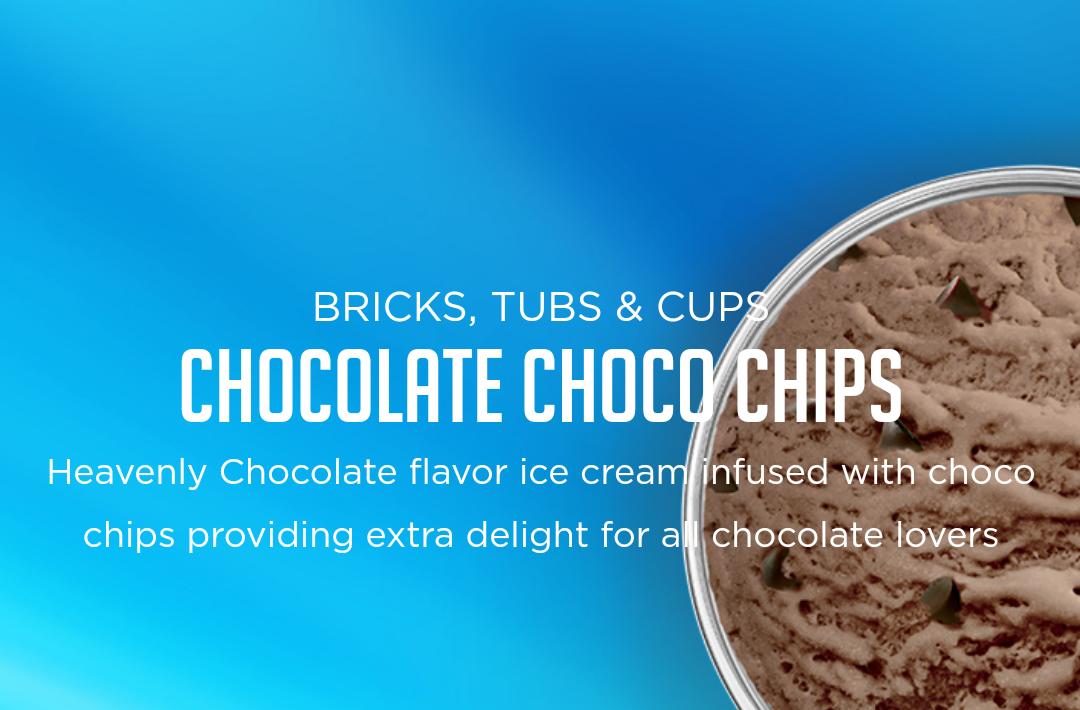 BRICKS, TUBS & CUPS
CHOCOLATE CHOCO CHIPS
Heavenly Chocolate flavor ice cream infused with choco
chips providing extra delight for all chocolate lovers